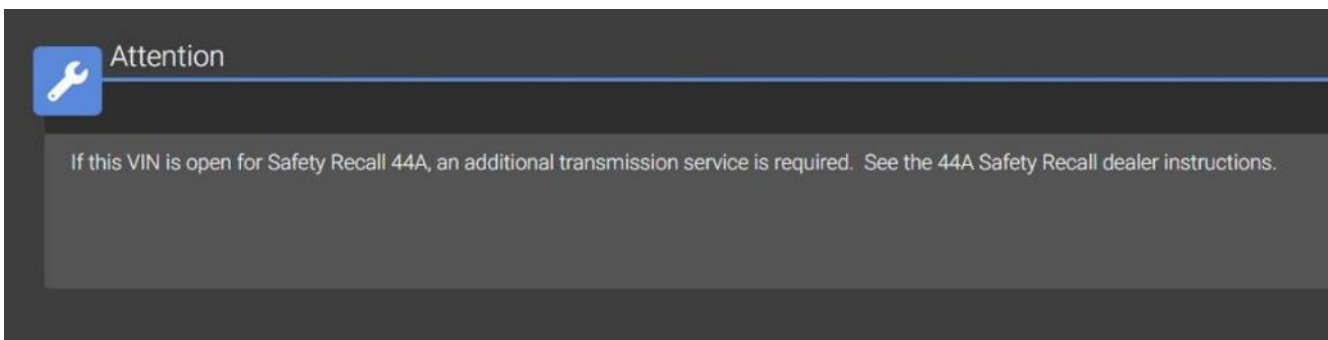 Attention
If this VIN is open for Safety Recall 44A, an additional transmission service is required.  See the 44A Safety Recall dealer instructions.